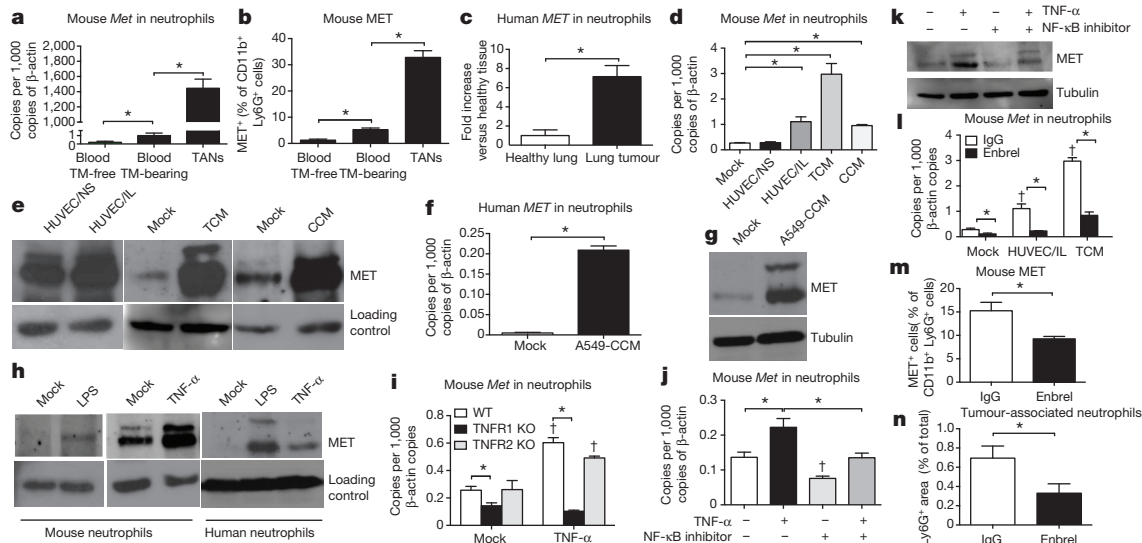 a
Mouse Met in neutrophils
Copies per 1,000
copies of β-actin
2,000
1,800
1,600
1,400
1,200
1,000
1
0
*
*
Blood
Blood
TANs
TM-free
TM-bearing
b
Mouse MET
MET+ (% of CD11b+
Ly6G+ cells)
40
30
20
10
0
*
*
Blood
Blood
TANs
TM-free
TM-bearing
c
Human MET in neutrophils
Fold increase
versus healthy tissue
10
8
6
4
2
0
*
Healthy lung
Lung tumour
d
Mouse Met in neutrophils
Copies per 1,000
copies of β-actin
5
4
3
2
1
0
*
*
*
Mock
HUVEC/NS
HUVEC/IL
TCM
CCM
e
HUVEC/NS
HUVEC/IL
Mock
TCM
Mock
CCM
MET
Loading
control
f
Human MET in neutrophils
Copies per 1,000
copies of β-actin
0.25
0.20
0.15
0.10
0.05
0
*
Mock
A549-CCM
g
Mock
A549-CCM
MET
Tubulin
h
Mock
LPS
Mock
TNF-α
Mock
LPS
TNF-α
MET
Loading
control
Mouse neutrophils
Human neutrophils
i
Mouse Met in neutrophils
Copies per 1,000
β-actin copies
0.8
0.6
0.4
0.2
0
WT
TNFR1 KO
TNFR2 KO
*
†
*
†
Mock
TNF-α
j
Mouse Met in neutrophils
Copies per 1,000
copies of β-actin
0.3
0.2
0.1
0
*
*
†
TNF-α
– + – +
NF-κB inhibitor
– – + +
k
– + – + TNF-α
– – + + NF-κB inhibitor
MET
Tubulin
l
Mouse Met in neutrophils
Copies per 1,000
β-actin copies
4
3
2
1
0
IgG
Enbrel
*
†
*
†
*
Mock
HUVEC/IL
TCM
m
Mouse MET
MET+ cells( % of
CD11b+ Ly6G+ cells)
20
15
10
5
0
*
IgG
Enbrel
n
Tumour-associated neutrophils
area (% of total)
1.0
0.8
0.6
0.4
0.2
0
*
IgG
Enbrel